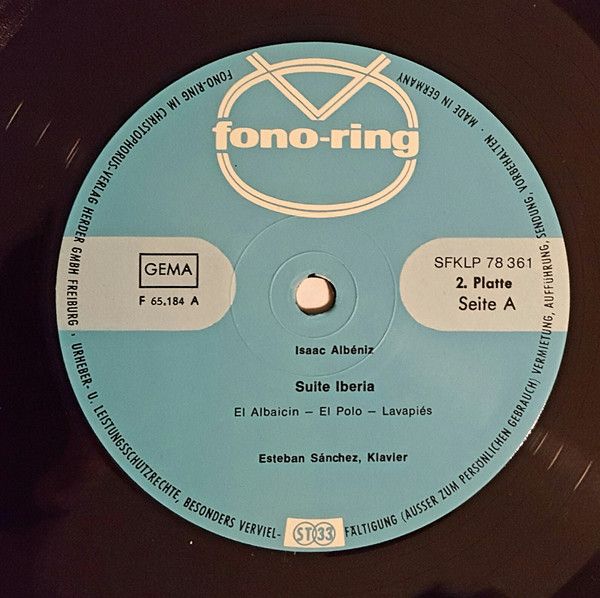 fono-ring
GEMA
F 65.184 A
SFKLP 78 361
2. Platte
Seite A
Isaac Albéniz
Suite Iberia
El Albaicin – El Polo – Lavapiés
Esteban Sánchez, Klavier
ST 33
FONO-RING IM CHRISTOPHORUS-VERLAG HERDER GMBH FREIBURG · URHEBER- U. LEISTUNGSSCHUTZRECHTE, BESONDERS VERVIEL- FÄLTIGUNG (AUSSER ZUM PERSÖNLICHEN GEBRAUCH) VERMIETUNG, AUFFÜHRUNG, SENDUNG, VORBEHALTEN · MADE IN GERMANY